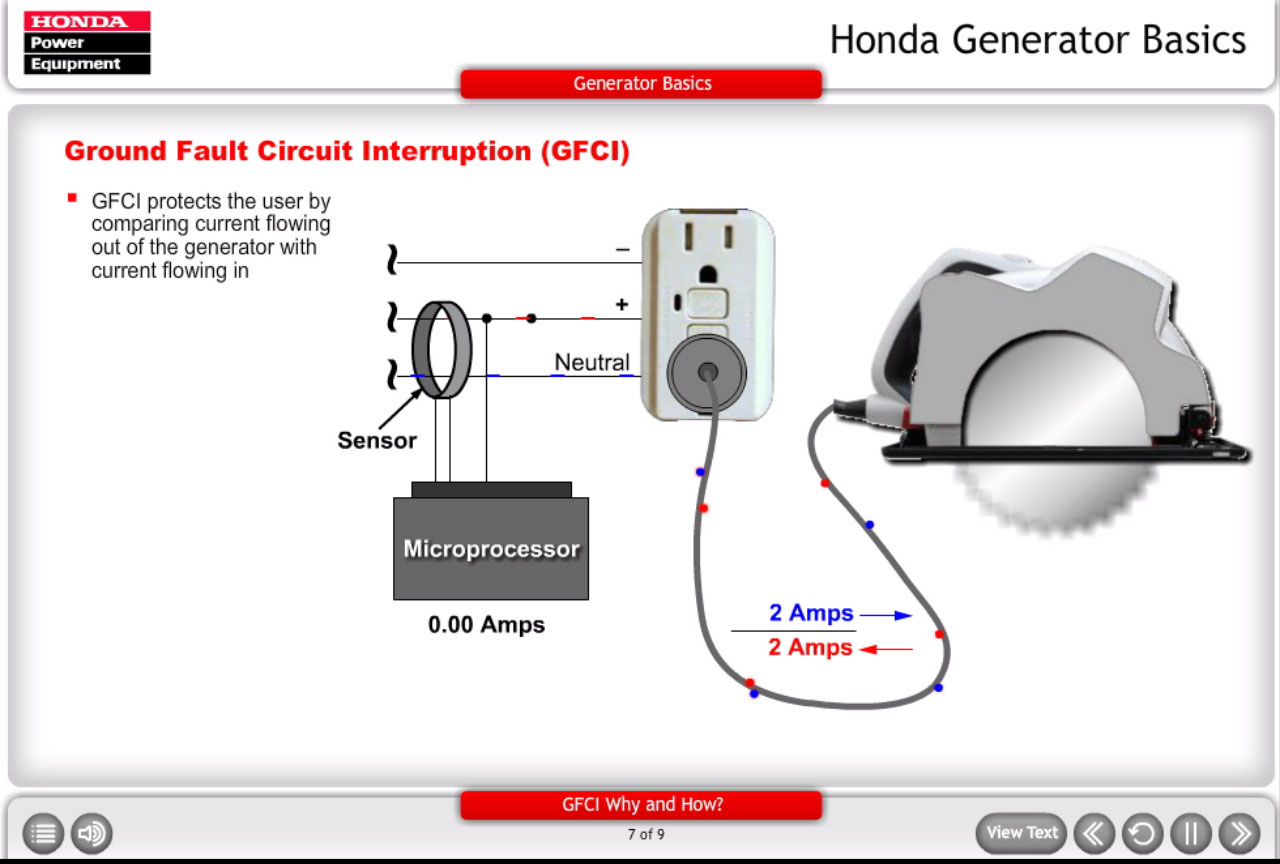 HONDA
Power
Equipment
Honda Generator Basics
Generator Basics
Ground Fault Circuit Interruption (GFCI)
GFCI protects the user by
comparing current flowing
out of the generator with
current flowing in
–
+
Neutral
Sensor
Microprocessor
0.00 Amps
2 Amps
2 Amps
GFCI Why and How?
7 of 9
View Text